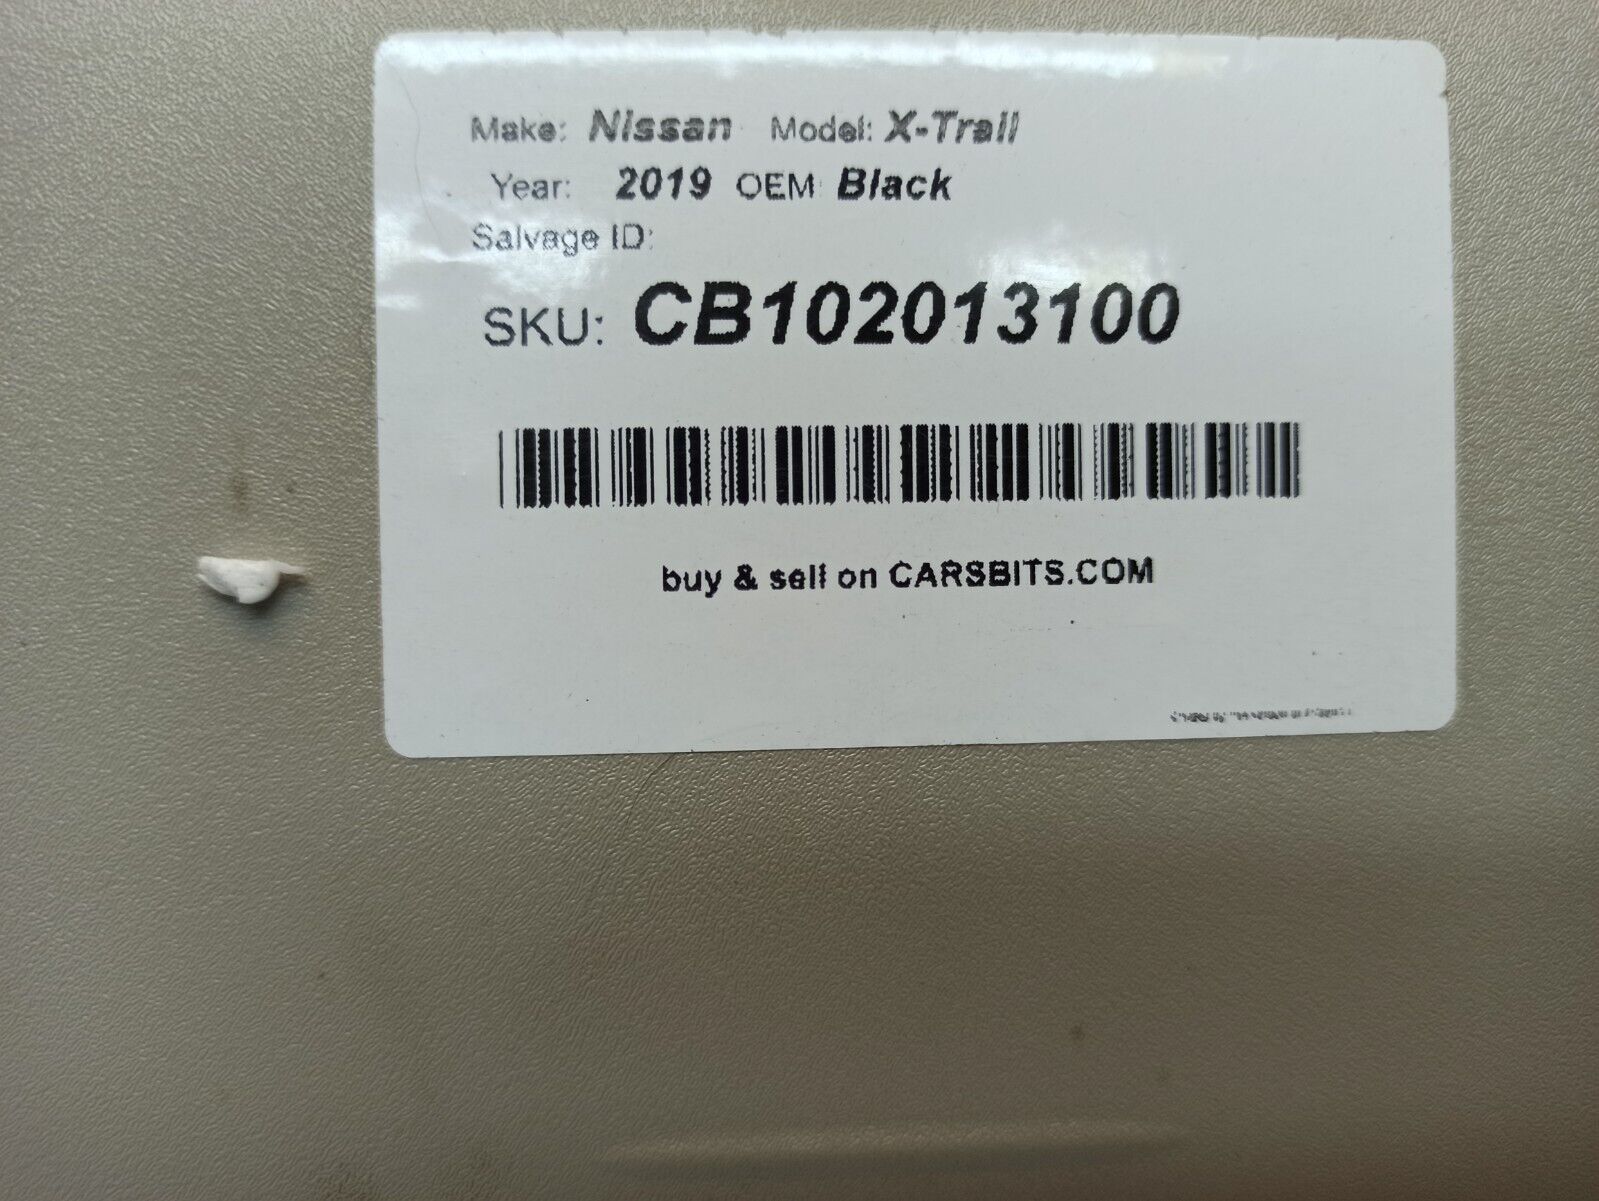 Make: Nissan Model: X-Trail
Year: 2019 OEM: Black
Salvage ID:
SKU: CB102013100
buy & sell on CARSBITS.COM